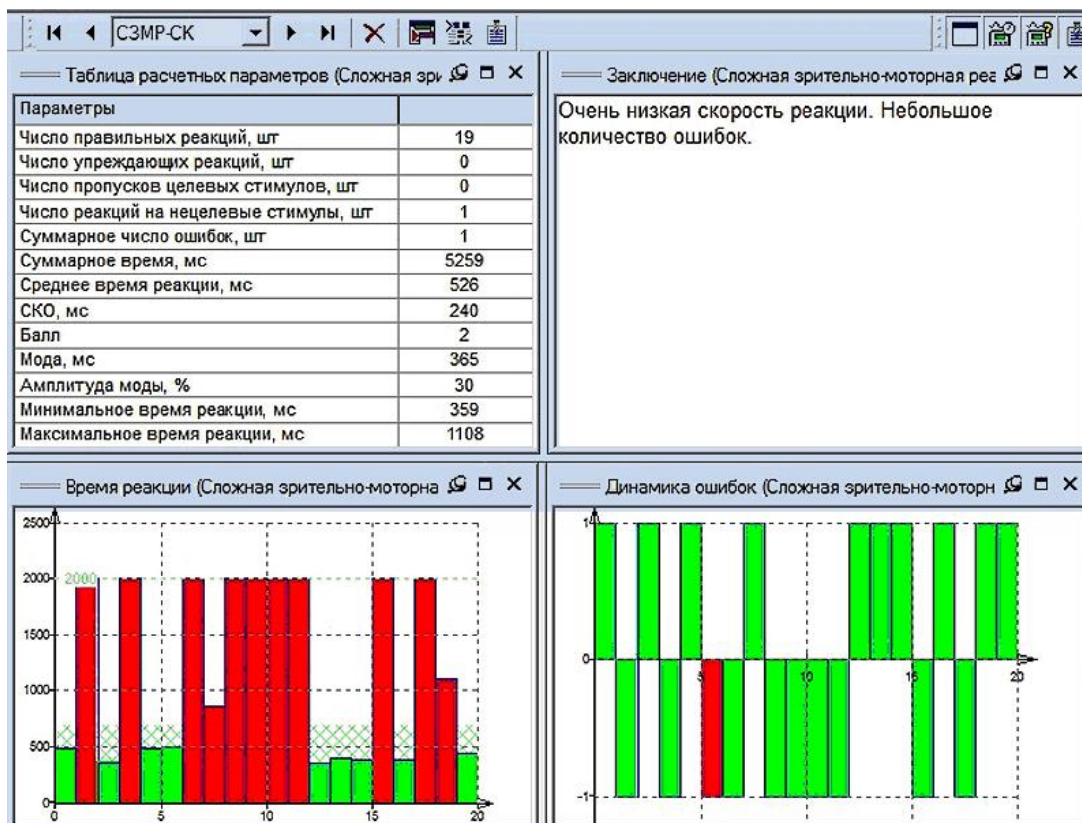 СЗМР-СК
Таблица расчетных параметров (Сложная зри
Параметры
Число правильных реакций, шт 19
Число упреждающих реакций, шт 0
Число пропусков целевых стимулов, шт 0
Число реакций на нецелевые стимулы, шт 1
Суммарное число ошибок, шт 1
Суммарное время, мс 5259
Среднее время реакции, мс 526
СКО, мс 240
Балл 2
Мода, мс 365
Амплитуда моды, % 30
Минимальное время реакции, мс 359
Максимальное время реакции, мс 1108
Заключение (Сложная зрительно-моторная реа
Очень низкая скорость реакции. Небольшое
количество ошибок.
Время реакции (Сложная зрительно-моторна
2500
2000
2000
1500
1000
500
0
0 5 10 15 20
Динамика ошибок (Сложная зрительно-моторн
1
0
5 10 15 20
-1